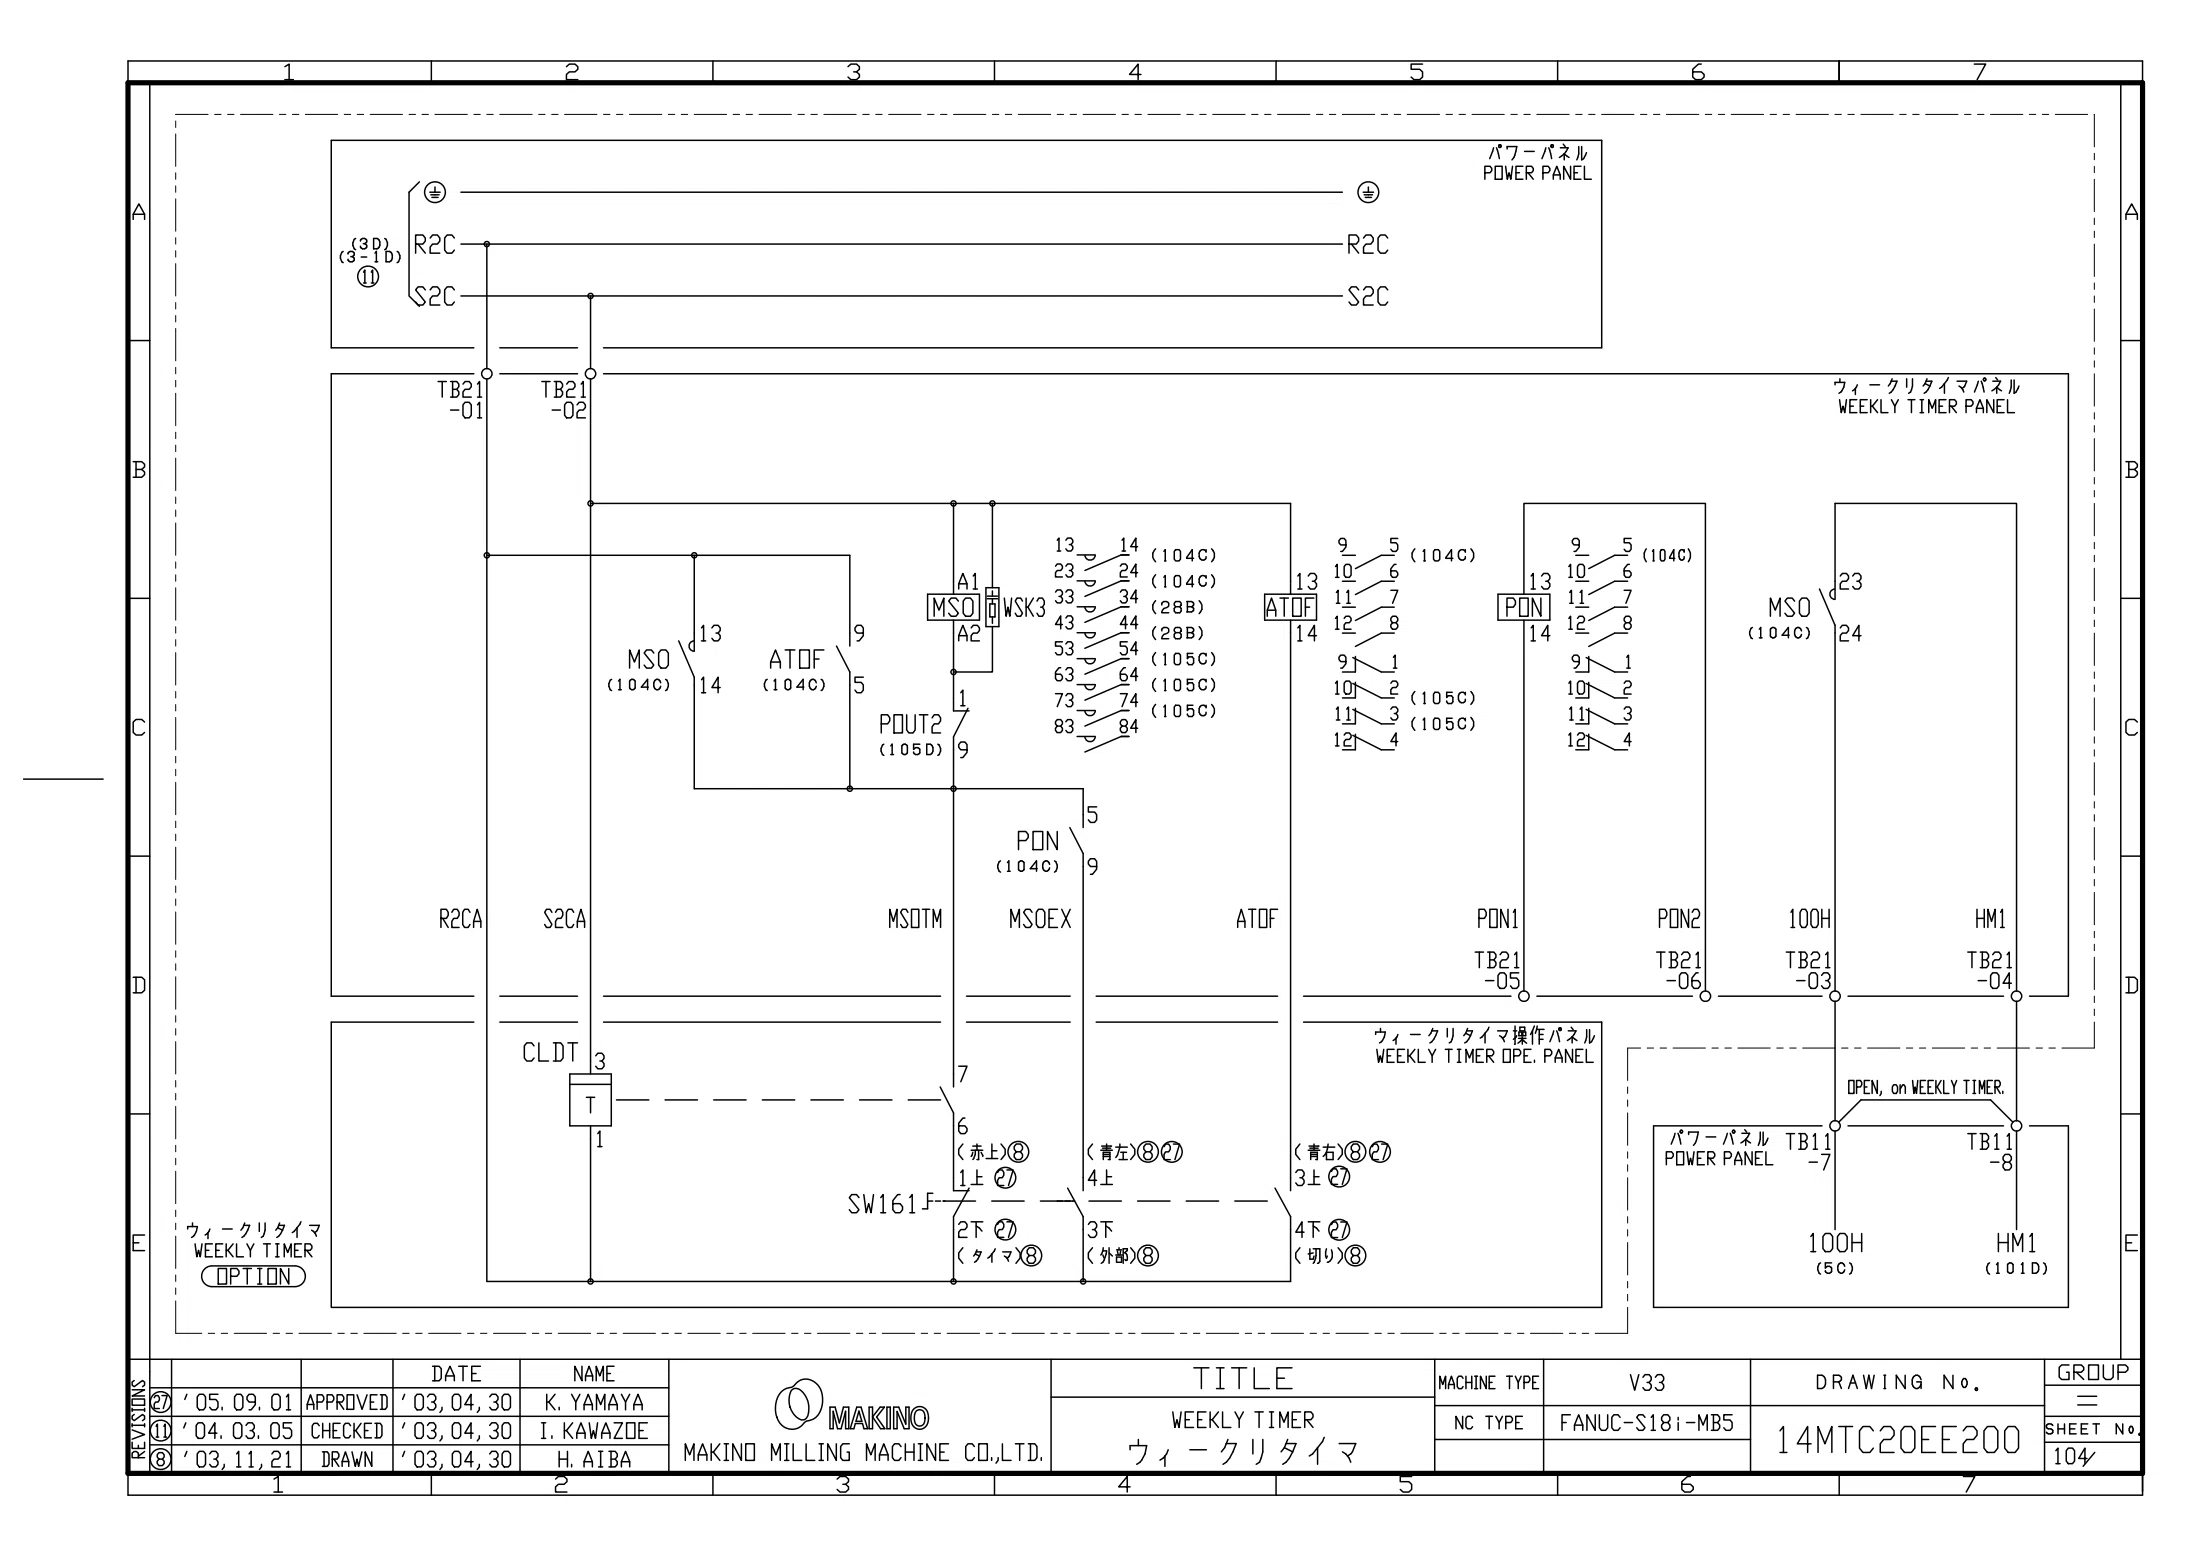 1 2 3 4 5 6 7
A A
B B
C C
D D
E E
パワーパネル
POWER PANEL
(3D)
(3-1D)
⑪
R2C R2C
S2C S2C
TB21
-01
TB21
-02
ウィークリタイマパネル
WEEKLY TIMER PANEL
MSO
(104C)
13
14
ATOF
(104C)
9
5
A1
MSO
A2
WSK3
1
POUT2
(105D)
9
13 14 (104C)
23 24 (104C)
33 34 (28B)
43 44 (28B)
53 54 (105C)
63 64 (105C)
73 74 (105C)
83 84
13
ATOF
14
9 5 (104C)
10 6
11 7
12 8
9 1
10 2 (105C)
11 3 (105C)
12 4
13
PON
14
9 5 (104C)
10 6
11 7
12 8
9 1
10 2
11 3
12 4
MSO
(104C)
23
24
5
PON
(104C)
9
R2CA S2CA MSOTM MSOEX ATOF PON1 PON2 100H HM1
TB21
-05
TB21
-06
TB21
-03
TB21
-04
ウィークリタイマ操作パネル
WEEKLY TIMER OPE. PANEL
CLDT
3
T
1
7
6
(赤上)⑧
1上 ㉗
(青左)⑧㉗
4上
(青右)⑧㉗
3上 ㉗
SW161
2下 ㉗
(タイマ)⑧
3下
(外部)⑧
4下 ㉗
(切り)⑧
OPEN, on WEEKLY TIMER.
パワーパネル
POWER PANEL
TB11
-7
TB11
-8
100H
(5C)
HM1
(101D)
ウィークリタイマ
WEEKLY TIMER
OPTION
REVISIONS
DATE NAME
㉗ '05. 09. 01 APPROVED '03, 04, 30 K. YAMAYA
⑪ '04. 03. 05 CHECKED '03, 04, 30 I. KAWAZOE
⑧ '03, 11, 21 DRAWN '03, 04, 30 H. AIBA
MAKINO
MAKINO MILLING MACHINE CO.,LTD.
TITLE
WEEKLY TIMER
ウィークリタイマ
MACHINE TYPE V33
NC TYPE FANUC-S18i-MB5
DRAWING No.
14MTC20EE200
GROUP
=
SHEET No.
104/
1 2 3 4 5 6 7